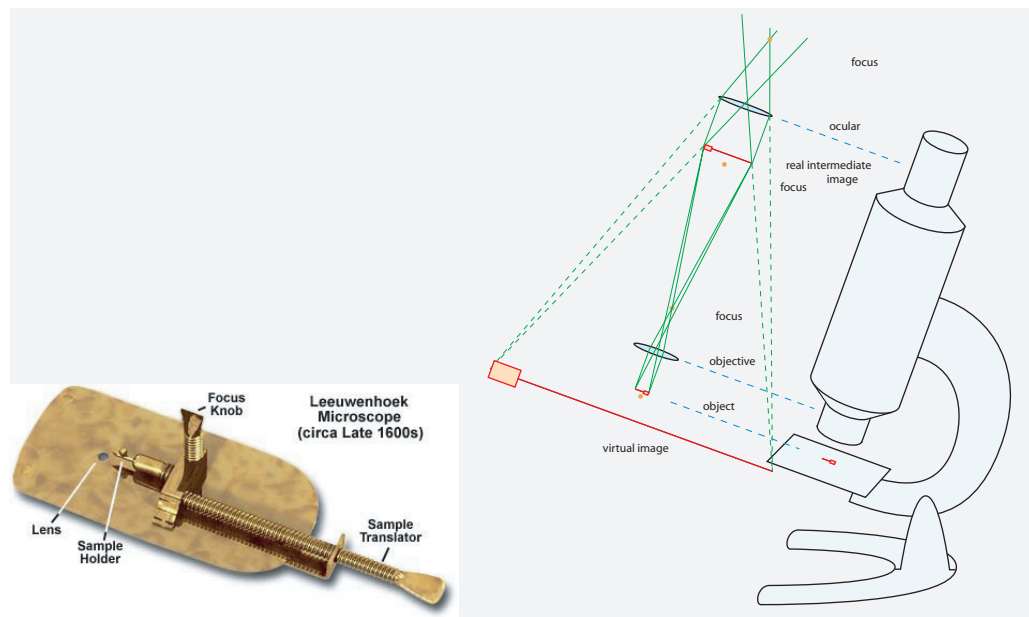 focus
ocular
real intermediate
image
focus
focus
objective
object
virtual image
Focus
Knob
Leeuwenhoek
Microscope
(circa Late 1600s)
Lens
Sample
Holder
Sample
Translator